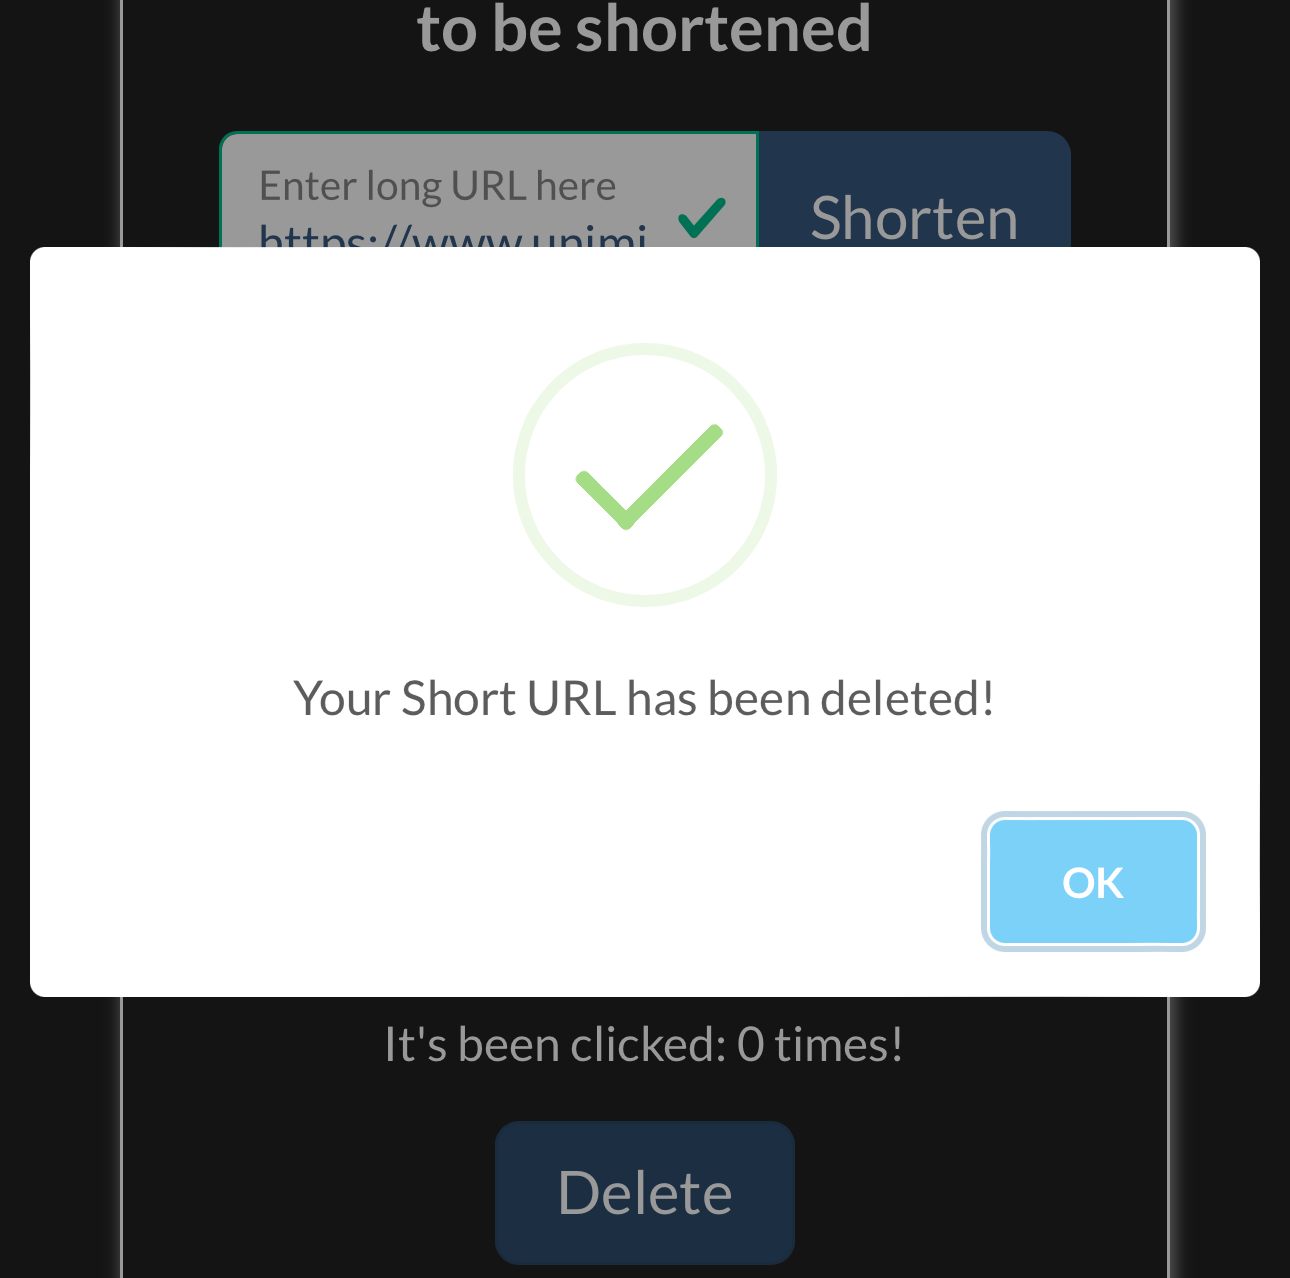 to be shortened
Enter long URL here
https://www.unimi
Shorten
Your Short URL has been deleted!
OK
It's been clicked: 0 times!
Delete